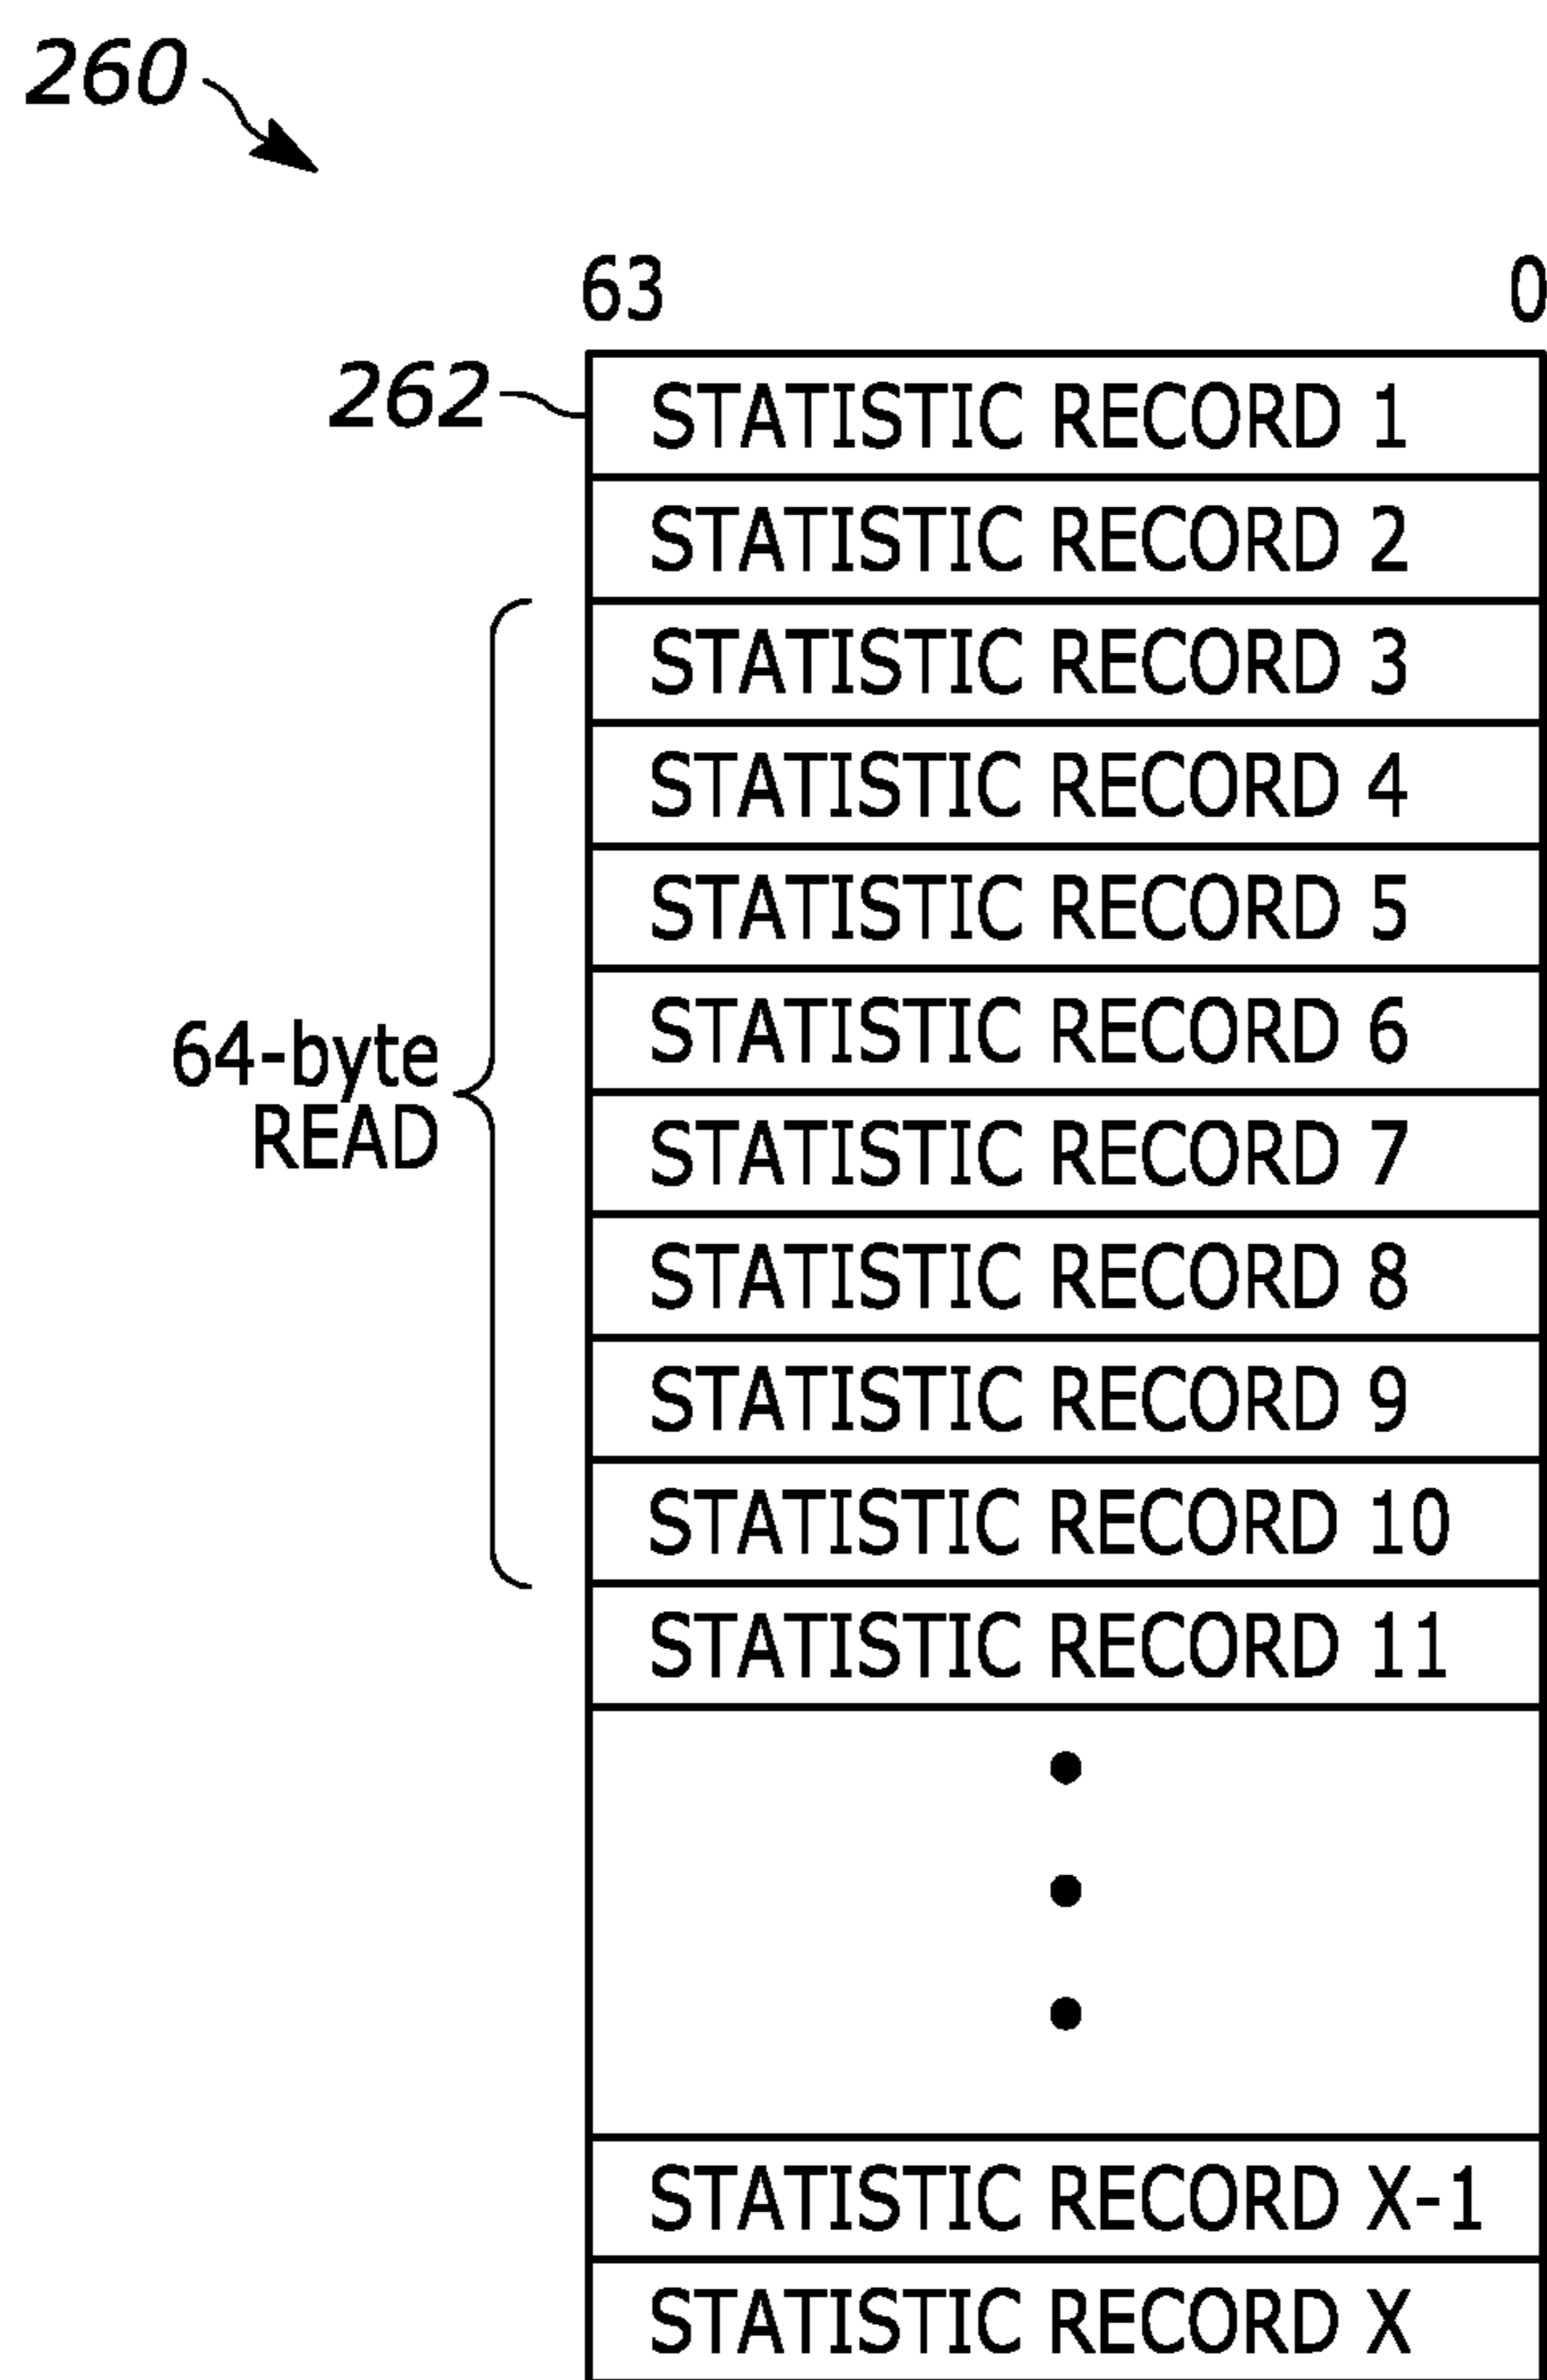 260
63 0
262
STATISTIC RECORD 1
STATISTIC RECORD 2
STATISTIC RECORD 3
STATISTIC RECORD 4
STATISTIC RECORD 5
STATISTIC RECORD 6
64-byte
READ
STATISTIC RECORD 7
STATISTIC RECORD 8
STATISTIC RECORD 9
STATISTIC RECORD 10
STATISTIC RECORD 11
STATISTIC RECORD X-1
STATISTIC RECORD X